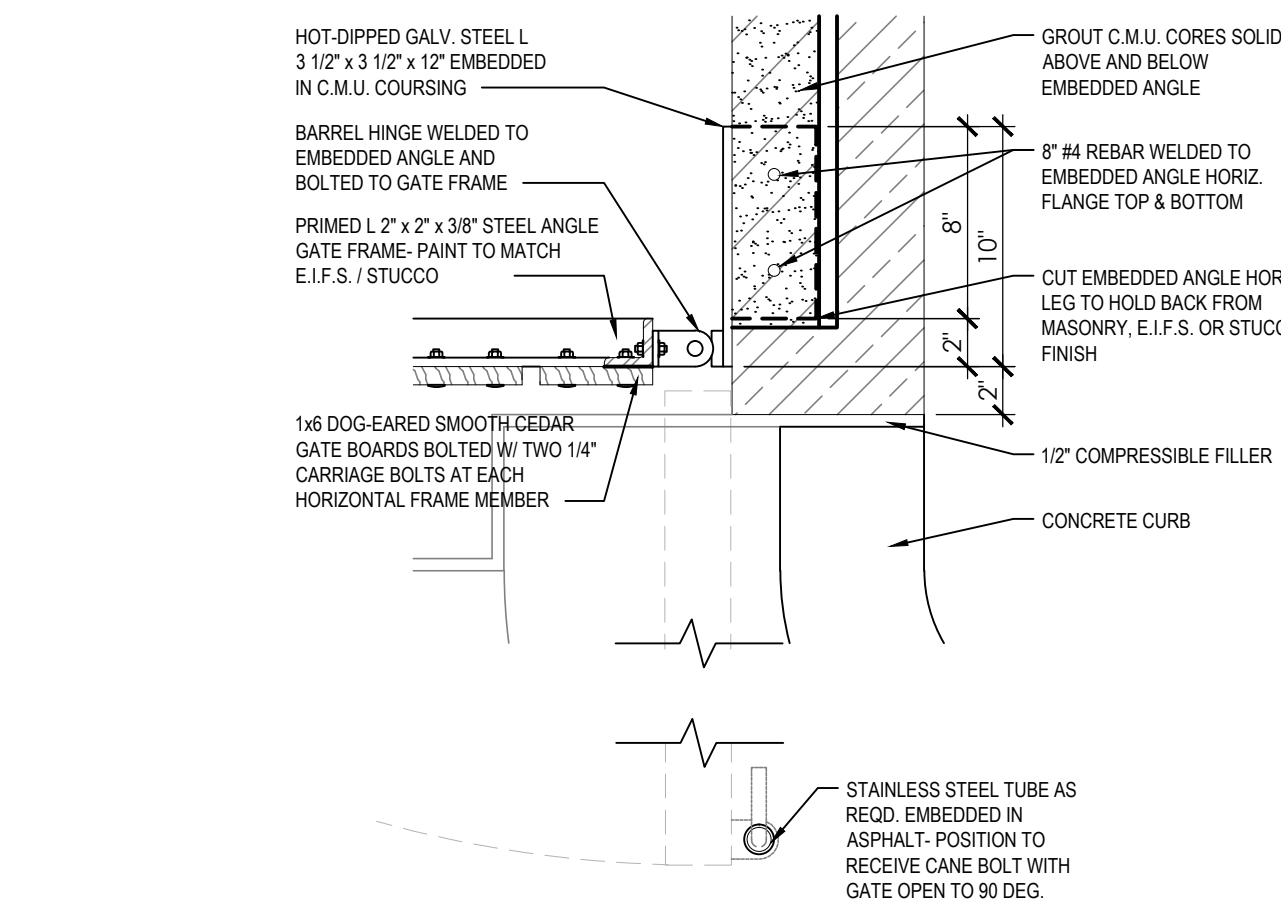 HOT-DIPPED GALV. STEEL L
3 1/2" x 3 1/2" x 12" EMBEDDED
IN C.M.U. COURSING
BARREL HINGE WELDED TO
EMBEDDED ANGLE AND
BOLTED TO GATE FRAME
PRIMED L 2" x 2" x 3/8" STEEL ANGLE
GATE FRAME- PAINT TO MATCH
E.I.F.S. / STUCCO
1x6 DOG-EARED SMOOTH CEDAR
GATE BOARDS BOLTED W/ TWO 1/4"
CARRIAGE BOLTS AT EACH
HORIZONTAL FRAME MEMBER
GROUT C.M.U. CORES SOLID
ABOVE AND BELOW
EMBEDDED ANGLE
8" #4 REBAR WELDED TO
EMBEDDED ANGLE HORIZ.
FLANGE TOP & BOTTOM
8"
10"
2"
2"
CUT EMBEDDED ANGLE HOR
LEG TO HOLD BACK FROM
MASONRY, E.I.F.S. OR STUCC
FINISH
1/2" COMPRESSIBLE FILLER
CONCRETE CURB
STAINLESS STEEL TUBE AS
REQD. EMBEDDED IN
ASPHALT- POSITION TO
RECEIVE CANE BOLT WITH
GATE OPEN TO 90 DEG.